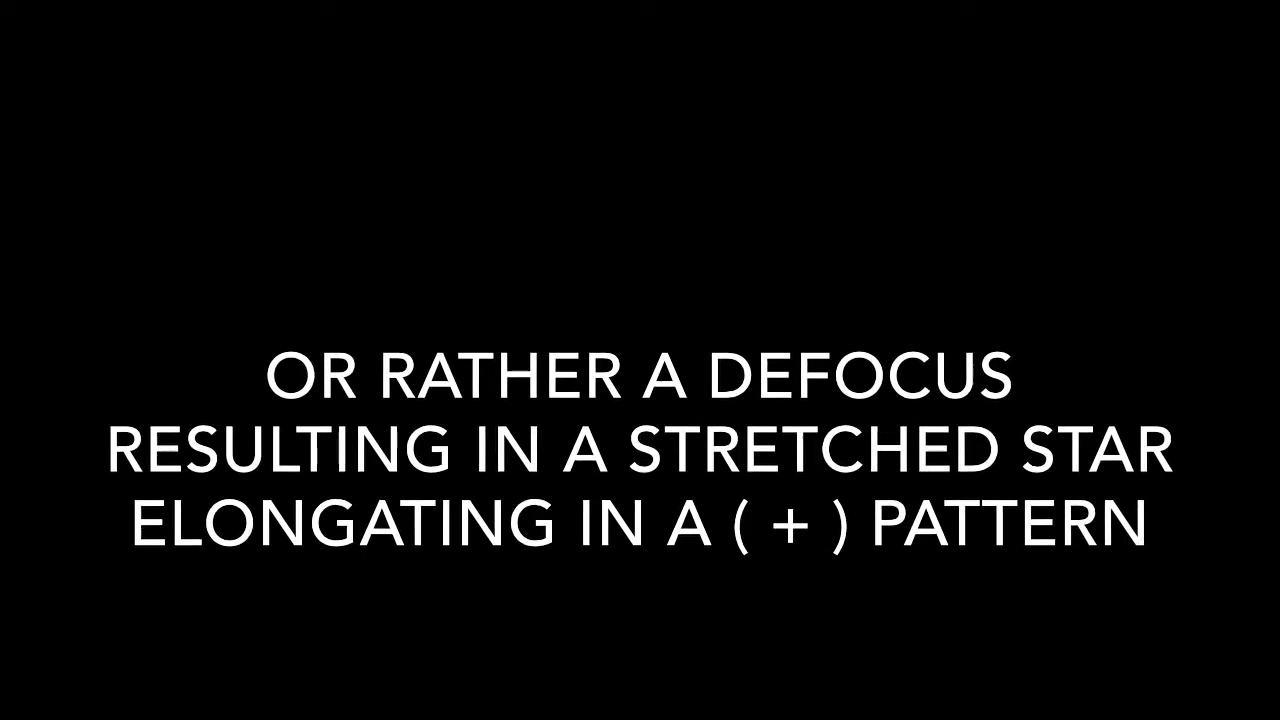 OR RATHER A DEFOCUS
RESULTING IN A STRETCHED STAR
ELONGATING IN A ( + ) PATTERN